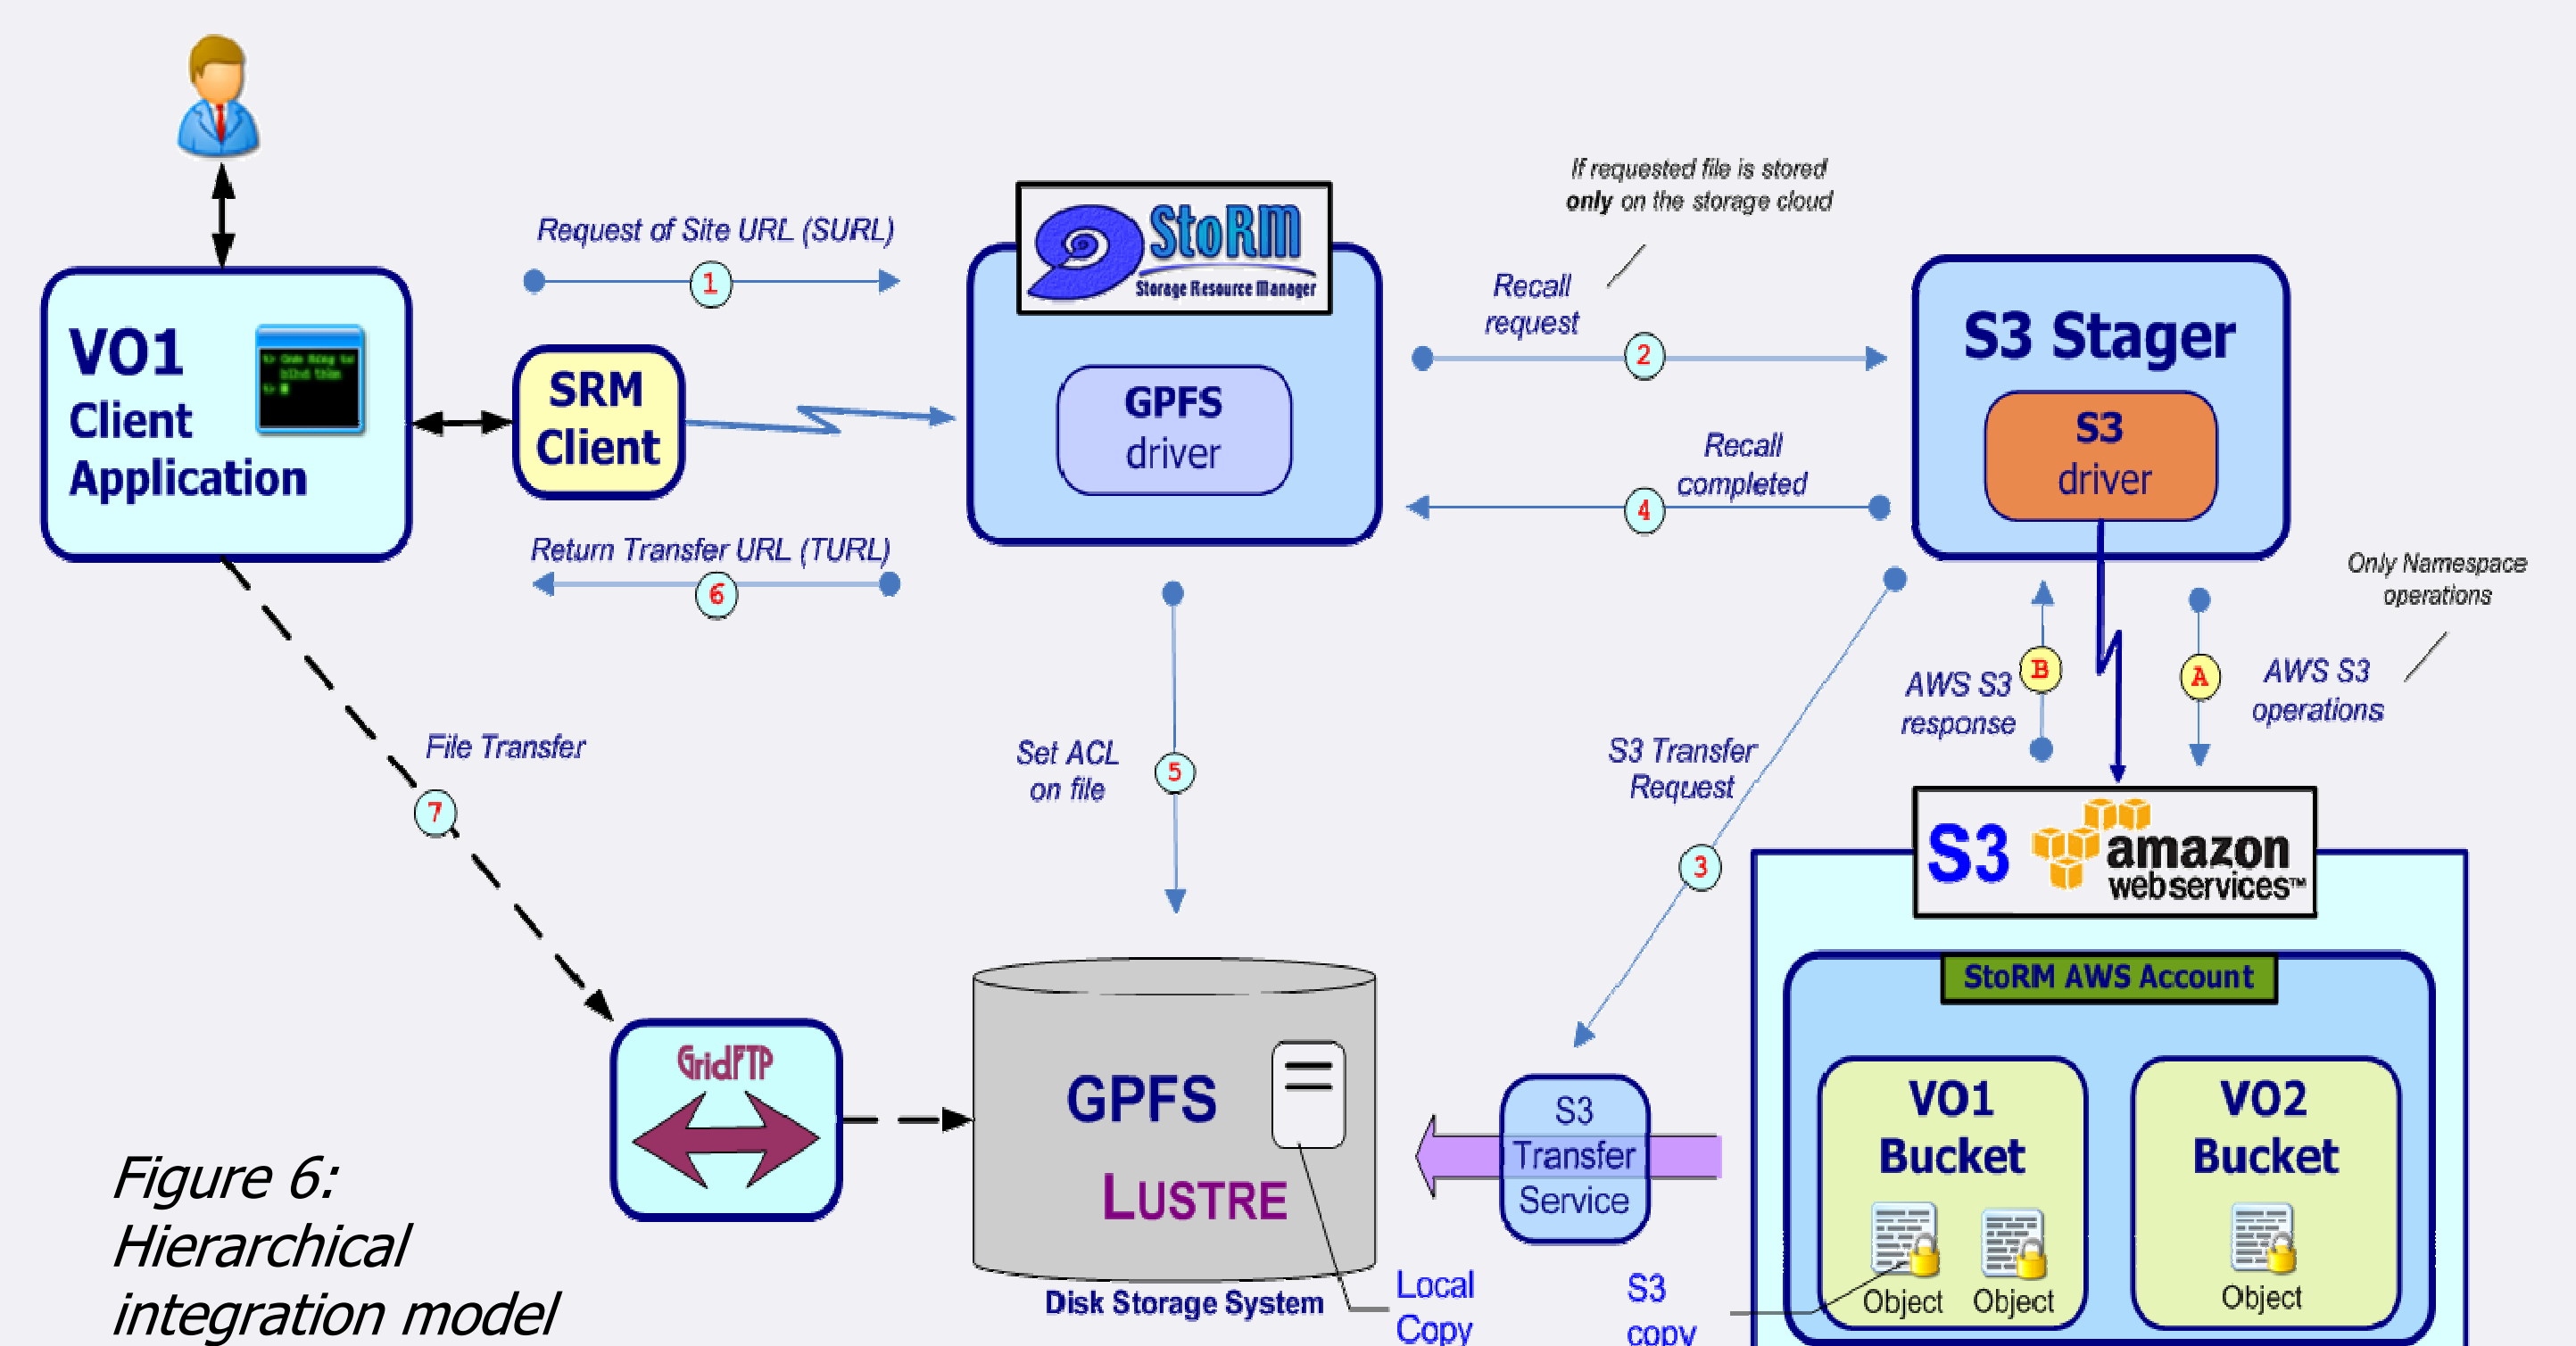 If requested file is stored
only on the storage cloud
Request of Site URL (SURL)
1
StoRM
Storage Resource Manager
Recall
request
2
VO1
Client
Application
SRM
Client
GPFS
driver
S3 Stager
S3
driver
Recall
completed
4
Return Transfer URL (TURL)
6
Only Namespace
operations
AWS S3
response
B
A
AWS S3
operations
File Transfer
7
Set ACL
on file
5
S3 Transfer
Request
3
S3
amazon
webservices™
StoRM AWS Account
GridFTP
GPFS
LUSTRE
Disk Storage System
S3
Transfer
Service
VO1
Bucket
VO2
Bucket
Object
Object
Object
Local
Copy
S3
copy
Figure 6:
Hierarchical
integration model